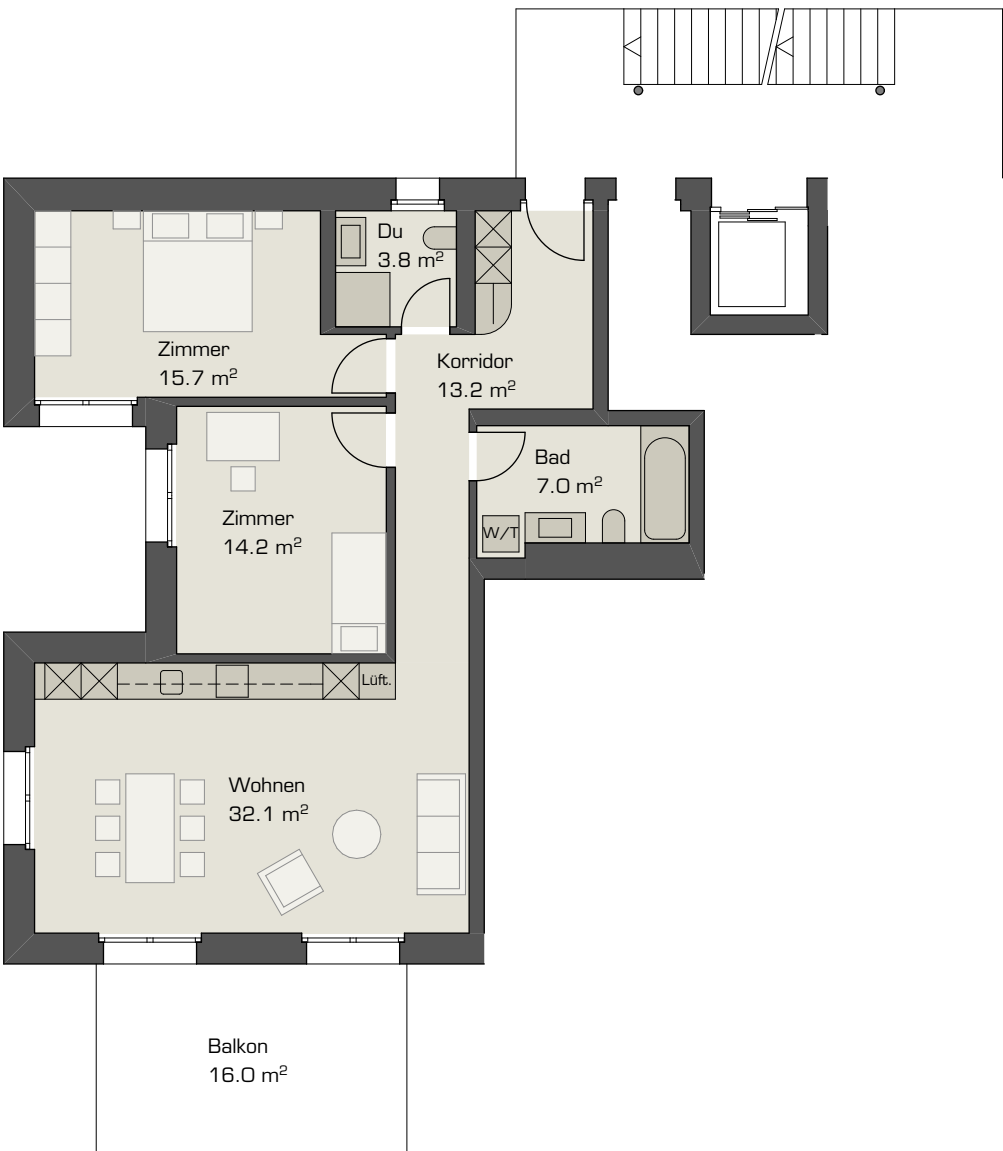 Du
3.8 m²
Zimmer
15.7 m²
Korridor
13.2 m²
Bad
7.0 m²
Zimmer
14.2 m²
W/T
Lüft.
Wohnen
32.1 m²
Balkon
16.0 m²